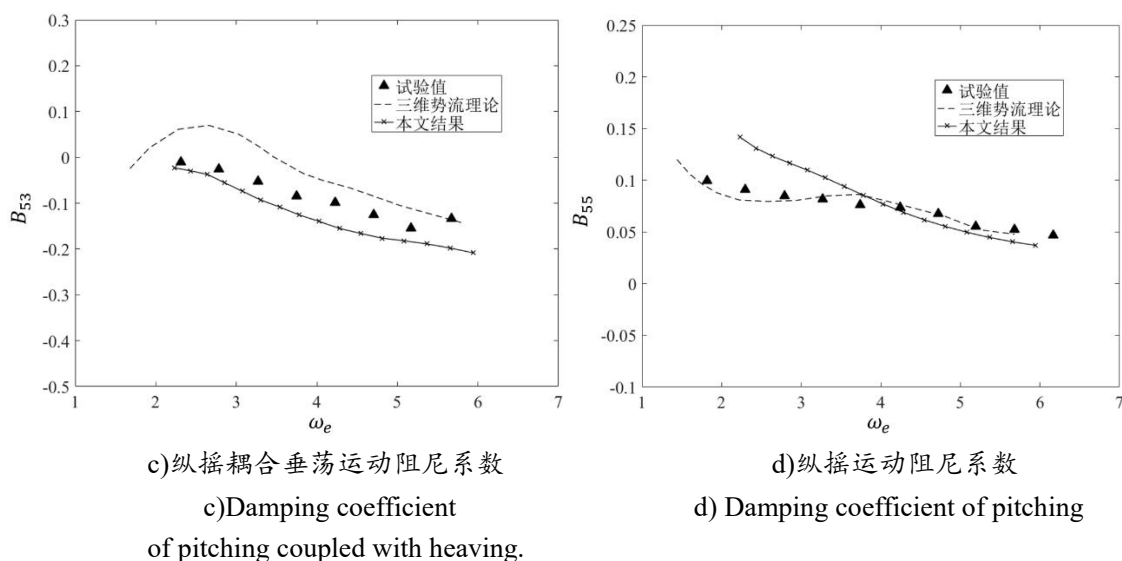 0.3
0.2
0.1
0
-0.1
-0.2
-0.3
-0.4
-0.5
B53
1 2 3 4 5 6 7
ωe
试验值
三维势流理论
本文结果
c)纵摇耦合垂荡运动阻尼系数
c)Damping coefficient
of pitching coupled with heaving.
0.25
0.2
0.15
0.1
0.05
0
-0.05
-0.1
B55
1 2 3 4 5 6 7
ωe
试验值
三维势流理论
本文结果
d)纵摇运动阻尼系数
d) Damping coefficient of pitching